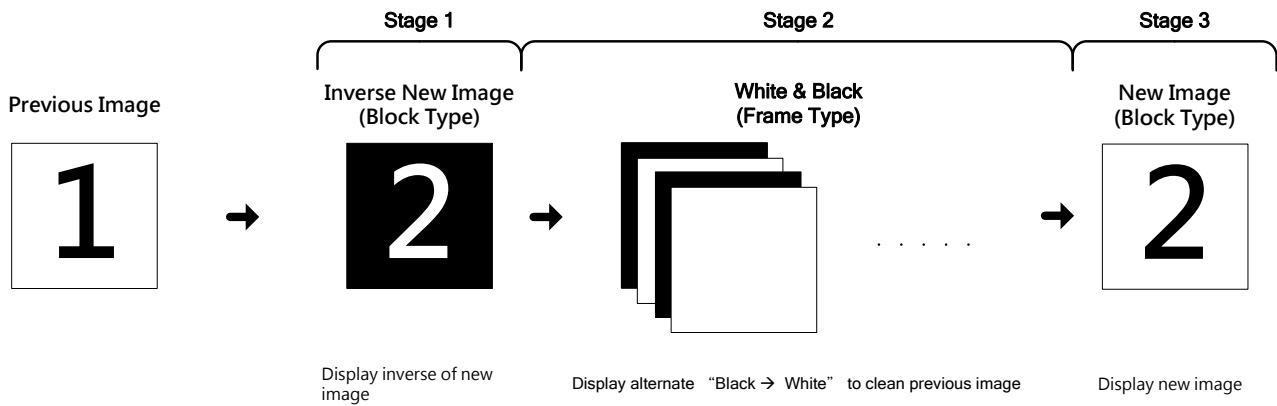 Stage 1
Stage 2
Stage 3
Previous Image
Inverse New Image
(Block Type)
White & Black
(Frame Type)
New Image
(Block Type)
1
2
2
. . . . .
Display inverse of new
image
Display alternate “Black → White” to clean previous image
Display new image